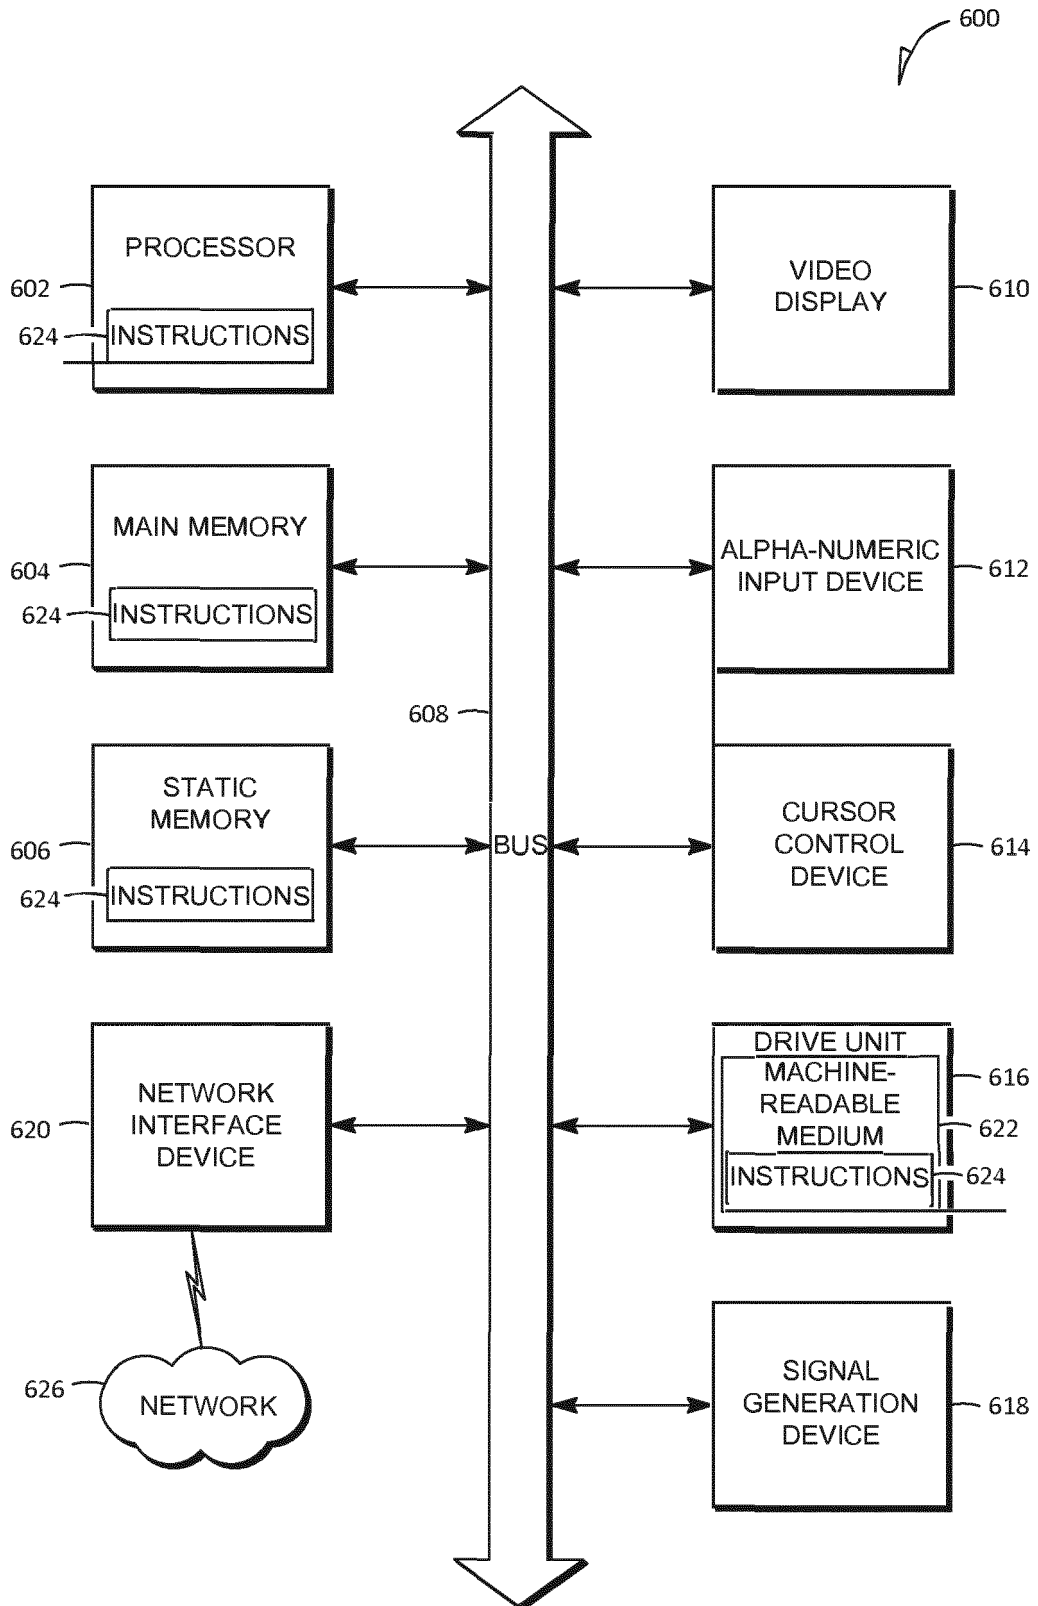 600
PROCESSOR
602
624
INSTRUCTIONS
VIDEO
DISPLAY
610
MAIN MEMORY
604
624
INSTRUCTIONS
ALPHA-NUMERIC
INPUT DEVICE
612
608
STATIC
MEMORY
606
624
INSTRUCTIONS
BUS
CURSOR
CONTROL
DEVICE
614
NETWORK
INTERFACE
DEVICE
620
DRIVE UNIT
MACHINE-
READABLE
MEDIUM
INSTRUCTIONS
616
622
624
626
NETWORK
SIGNAL
GENERATION
DEVICE
618